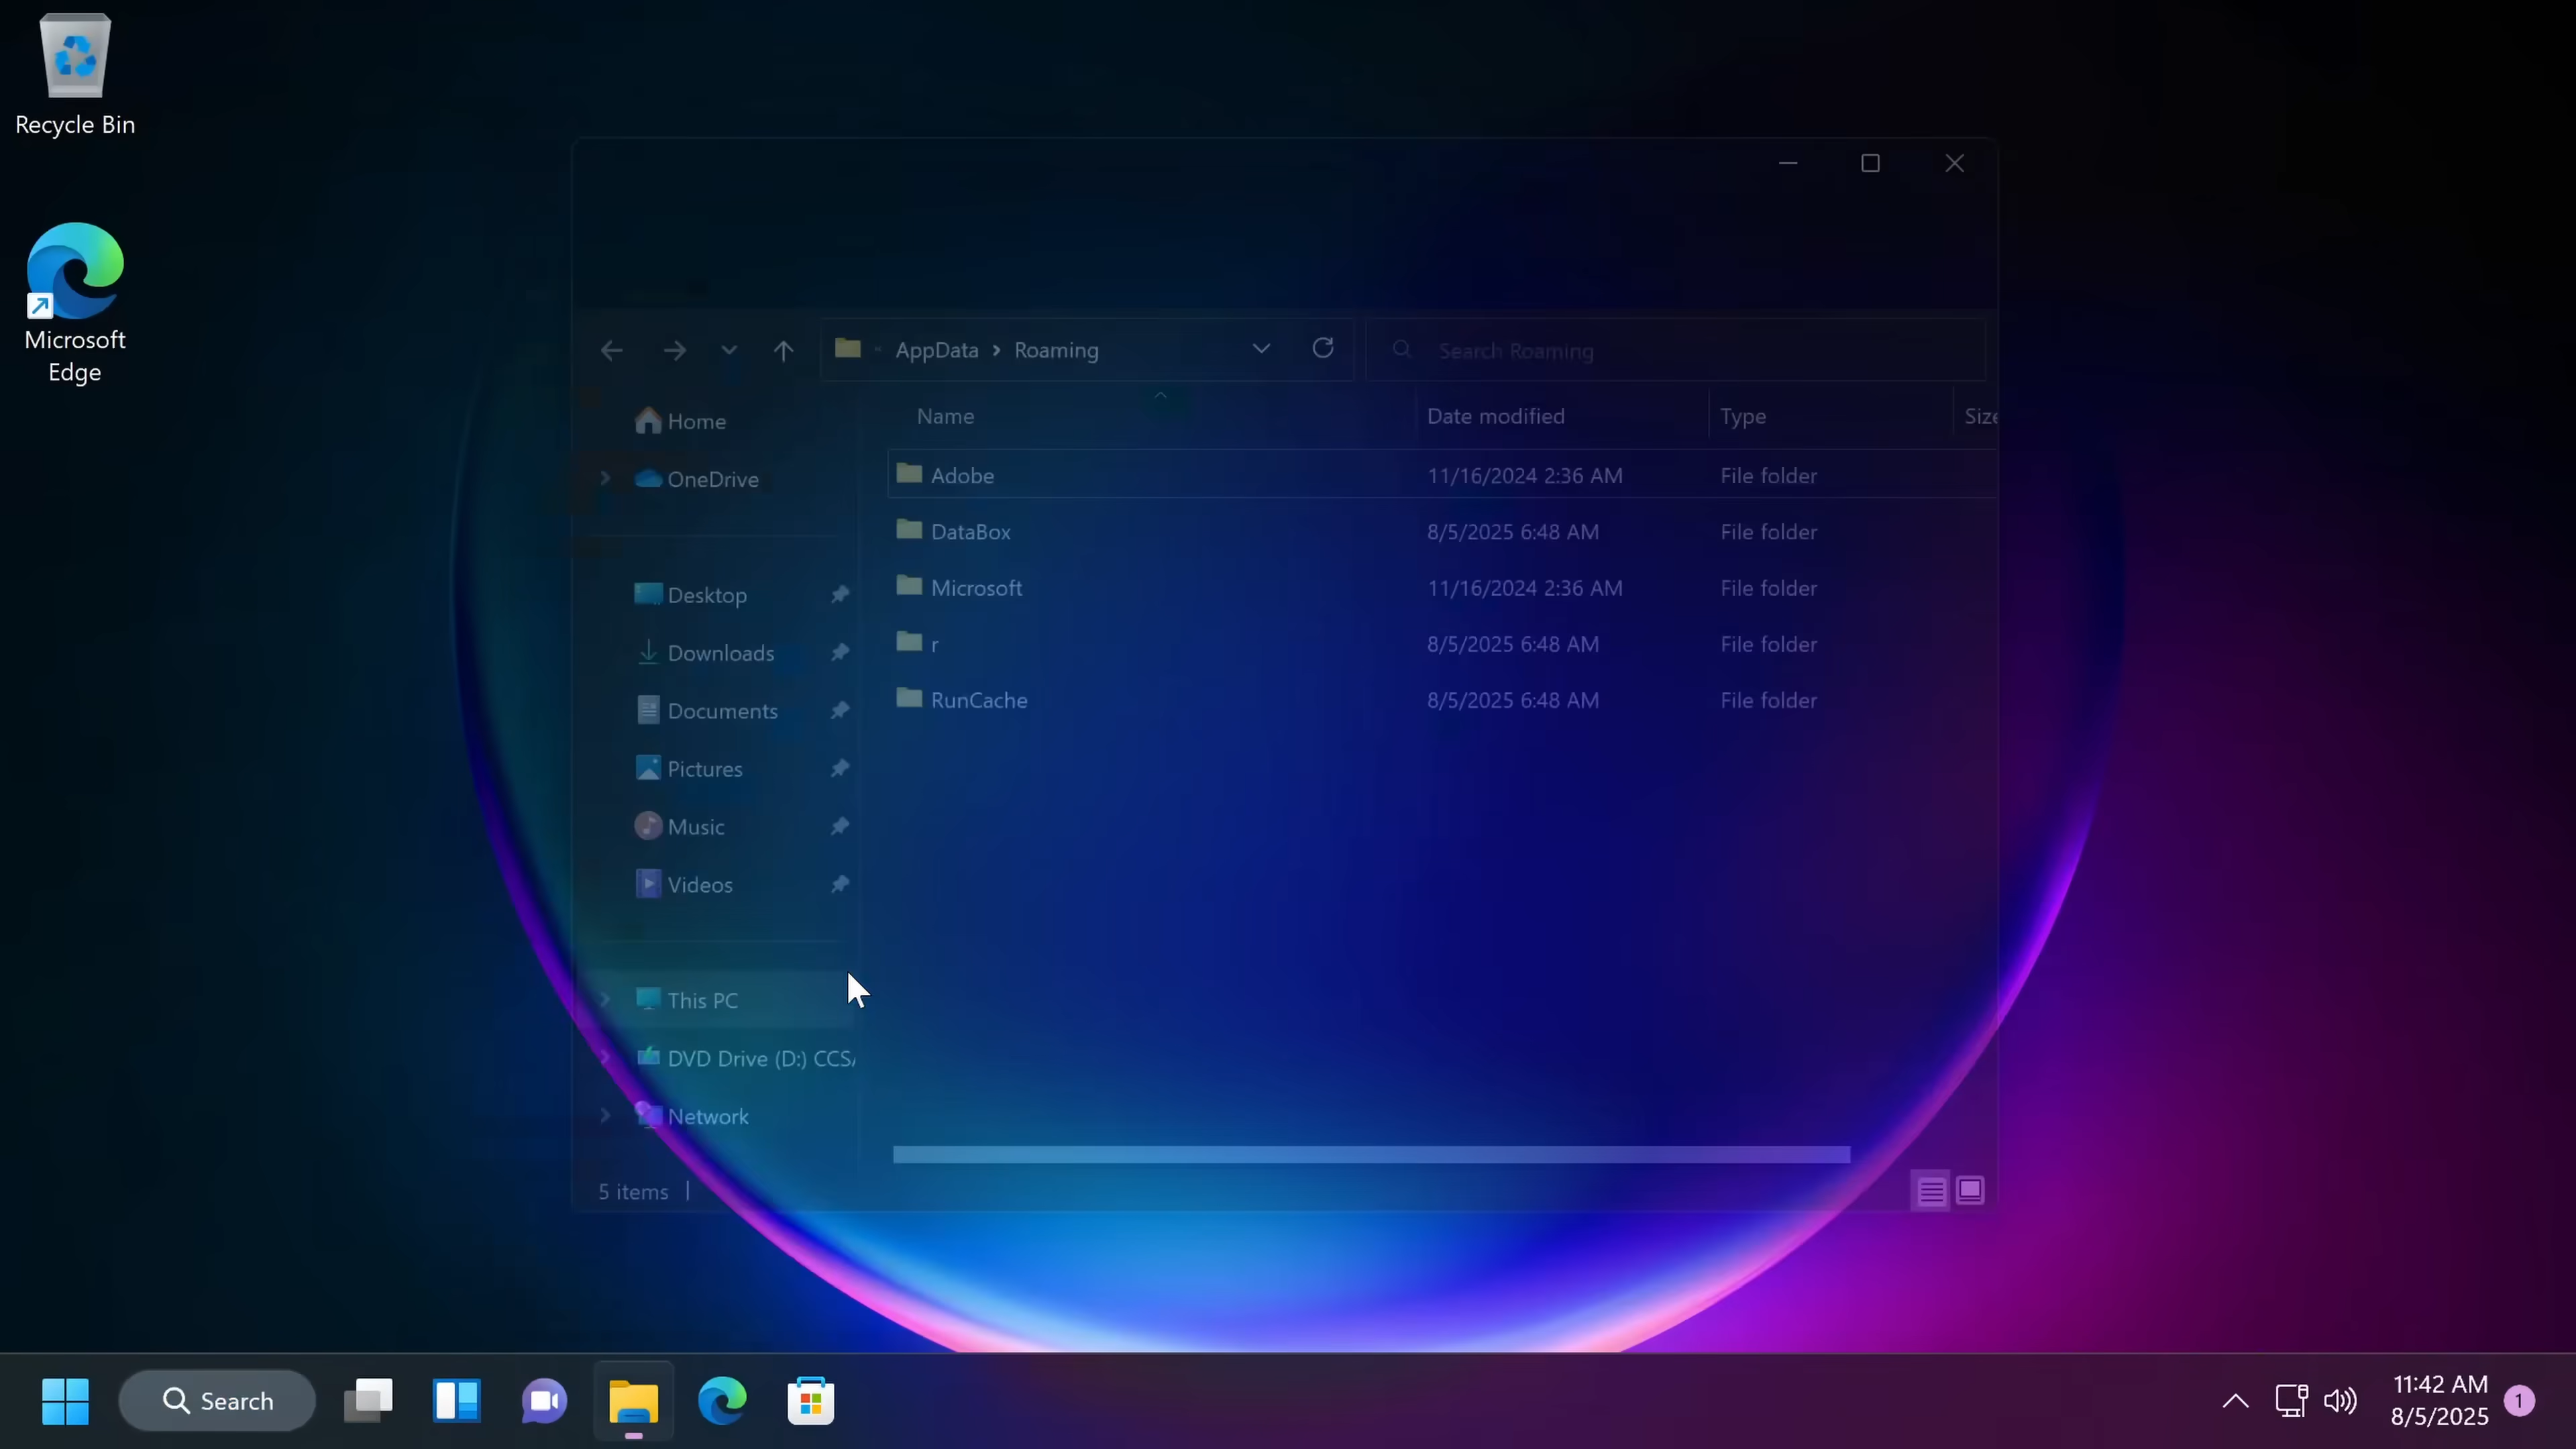 Recycle Bin
Microsoft
Edge
AppData
Roaming
Search Roaming
Home
OneDrive
Desktop
Downloads
Documents
Pictures
Music
Videos
This PC
DVD Drive (D:) CCSA
Network
Name Date modified Type Size
Adobe 11/16/2024 2:36 AM File folder
DataBox 8/5/2025 6:48 AM File folder
Microsoft 11/16/2024 2:36 AM File folder
r 8/5/2025 6:48 AM File folder
RunCache 8/5/2025 6:48 AM File folder
5 items
Search
11:42 AM
8/5/2025
1